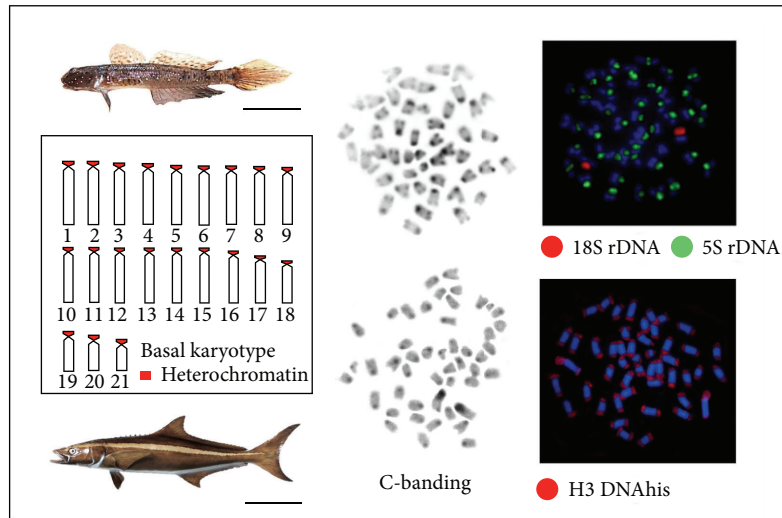 1 2 3 4 5 6 7 8 9
10 11 12 13 14 15 16 17 18
19 20 21
Basal karyotype
Heterochromatin
18S rDNA 5S rDNA
C-banding
H3 DNAhis